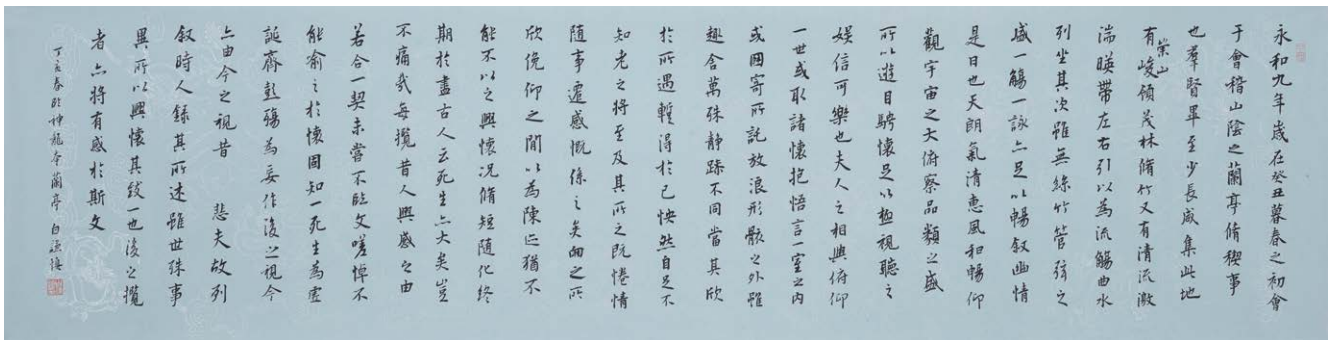 永和九年歲在癸丑暮春之初會
于會稽山陰之蘭亭脩稧事
也羣賢畢至少長咸集此地
有崇山峻領茂林脩竹又有清流激
湍暎帶左右引以為流觴曲水
列坐其次雖無絲竹管弦之
盛一觴一詠亦足以暢叙幽情
是日也天朗氣清惠風和暢仰
觀宇宙之大俯察品類之盛
所以遊目騁懷足以極視聽之
娛信可樂也夫人之相與俯仰
一世或取諸懷抱悟言一室之內
或因寄所託放浪形骸之外雖
趣舍萬殊静躁不同當其欣
於所遇蹔得於己怏然自足不
知老之將至及其所之既惓情
隨事遷感慨係之矣向之所
欣俛仰之閒以為陳迹猶不
能不以之興懷況脩短隨化終
期於盡古人云死生亦大矣豈
不痛哉每攬昔人興感之由
若合一契未嘗不臨文嗟悼不
能喻之於懷固知一死生為虛
誕齊彭殤為妄作後之視今
亦由今之視昔 悲夫故列
叙時人錄其所述雖世殊事
異所以興懷其致一也後之攬
者亦將有感於斯文
丁亥春臨神龍本蘭亭 白